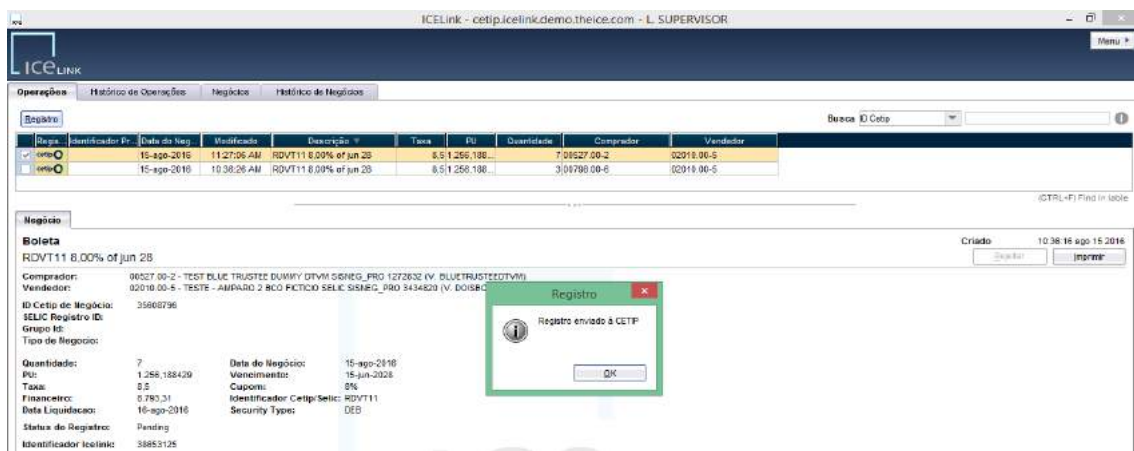 ICELink - cetip.icelink.demo.theice.com - L. SUPERVISOR
Menu
ICE LINK
Operações Histórico de Operações Negócios Histórico de Negócios
Registro Busca ID Cetip
Regis... Identificador Pr... Data do Neg... Modificado Descrição Taxa PU Quantidade Comprador Vendedor
cetip 15-ago-2016 11:27:06 AM RDVT11 8,00% of jun 28 8,5 1.256,188... 7 00527.00-2 02010.00-5
cetip 15-ago-2016 10:36:26 AM RDVT11 8,00% of jun 28 8,5 1.256,188... 3 00798.00-6 02010.00-5
(CTRL+F) Find in table
Negócio
Boleta Criado 10:36:16 ago 15 2016
RDVT11 8,00% of jun 28 Rejeitar Imprimir
Comprador: 00527.00-2 - TEST BLUE TRUSTEE DUMMY DTVM SISNEG_PRO 1272832 (V. BLUETRUSTEEDTVM)
Vendedor: 02010.00-5 - TESTE - AMPARO 2 BCO FICTICIO SELIC SISNEG_PRO 3434820 (V. DOISBC
Registro
Registro enviado à CETIP
OK
ID Cetip de Negócio: 35608796
SELIC Registro ID:
Grupo Id:
Tipo de Negocio:
Quantidade: 7 Data do Negócio: 15-ago-2016
PU: 1.256,188429 Vencimento: 15-jun-2028
Taxa: 8,5 Cupom: 8%
Financeiro: 8.793,31 Identificador Cetip/Selic: RDVT11
Data Liquidacao: 16-ago-2016 Security Type: DEB
Status do Registro: Pending
Identificador Icelink: 38853125